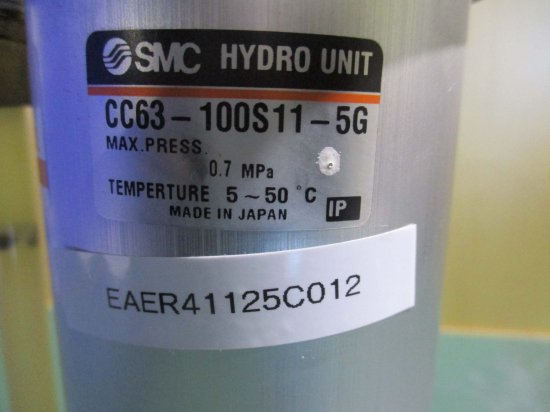 SMC HYDRO UNIT
CC63-100S11-5G
MAX.PRESS.
0.7 MPa
TEMPERTURE 5~50 °C
MADE IN JAPAN IP
EAER41125C012